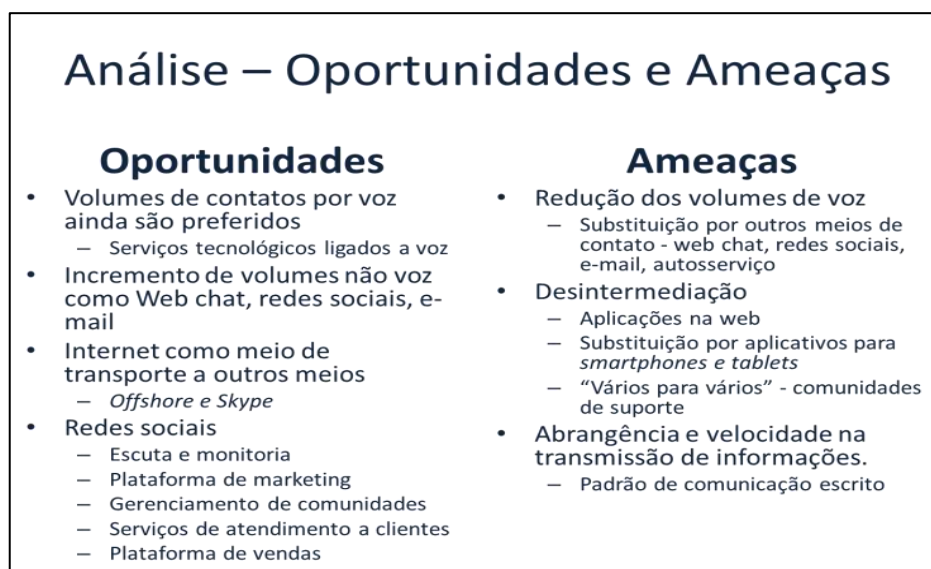 Análise – Oportunidades e Ameaças
Oportunidades
• Volumes de contatos por voz
ainda são preferidos
– Serviços tecnológicos ligados a voz
• Incremento de volumes não voz
como Web chat, redes sociais, e-
mail
• Internet como meio de
transporte a outros meios
– Offshore e Skype
• Redes sociais
– Escuta e monitoria
– Plataforma de marketing
– Gerenciamento de comunidades
– Serviços de atendimento a clientes
– Plataforma de vendas
Ameaças
• Redução dos volumes de voz
– Substituição por outros meios de
contato - web chat, redes sociais,
e-mail, autosserviço
• Desintermediação
– Aplicações na web
– Substituição por aplicativos para
smartphones e tablets
– “Vários para vários” - comunidades
de suporte
• Abrangência e velocidade na
transmissão de informações.
– Padrão de comunicação escrito